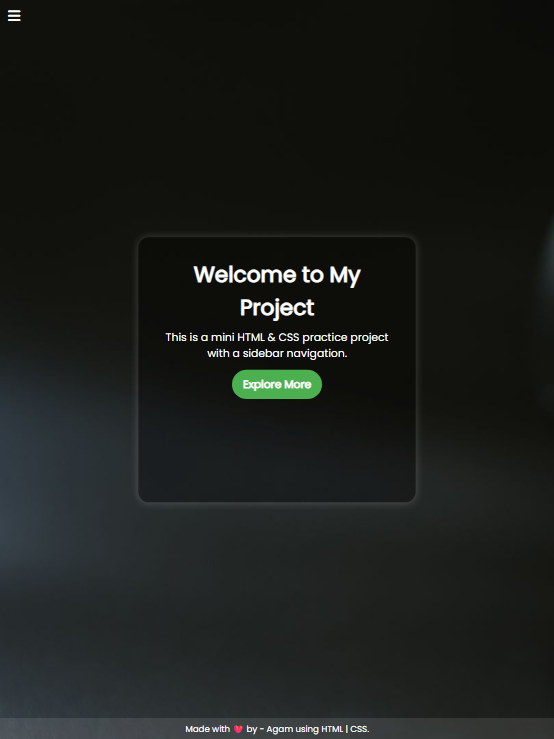 Welcome to My
Project
This is a mini HTML & CSS practice project
with a sidebar navigation.
Explore More
Made with 💓 by - Agam using HTML | CSS.